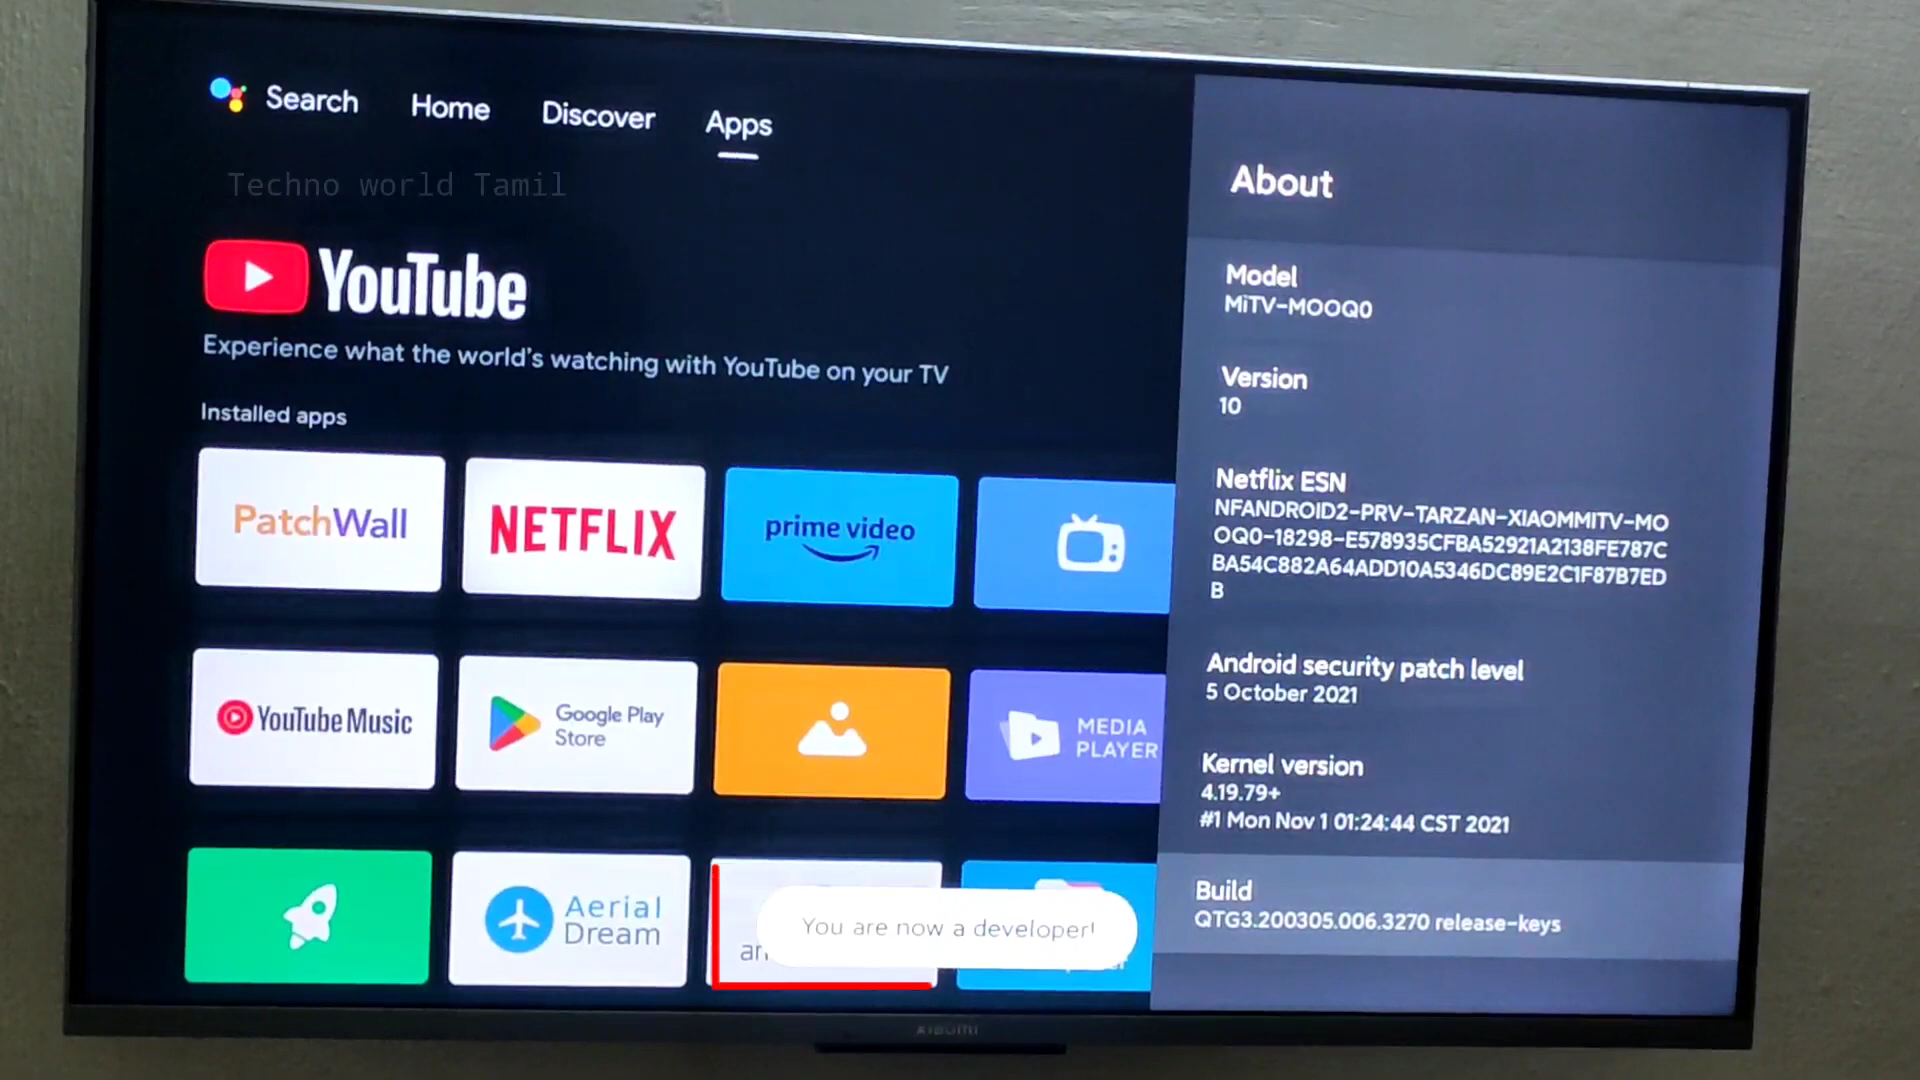 Search Home Discover Apps
Techno world Tamil
YouTube
Experience what the world's watching with YouTube on your TV
Installed apps
PatchWall
NETFLIX
prime video
YouTube Music
Google Play
Store
MEDIA
PLAYER
Aerial
Dream
You are now a developer!
About
Model
MiTV-MOOQ0
Version
10
Netflix ESN
NFANDROID2-PRV-TARZAN-XIAOMMITV-MO
OQ0-18298-E578935CFBA52921A2138FE787C
BA54C882A64ADD10A5346DC89E2C1F87B7ED
B
Android security patch level
5 October 2021
Kernel version
4.19.79+
#1 Mon Nov 1 01:24:44 CST 2021
Build
QTG3.200305.006.3270 release-keys
XIAOMI